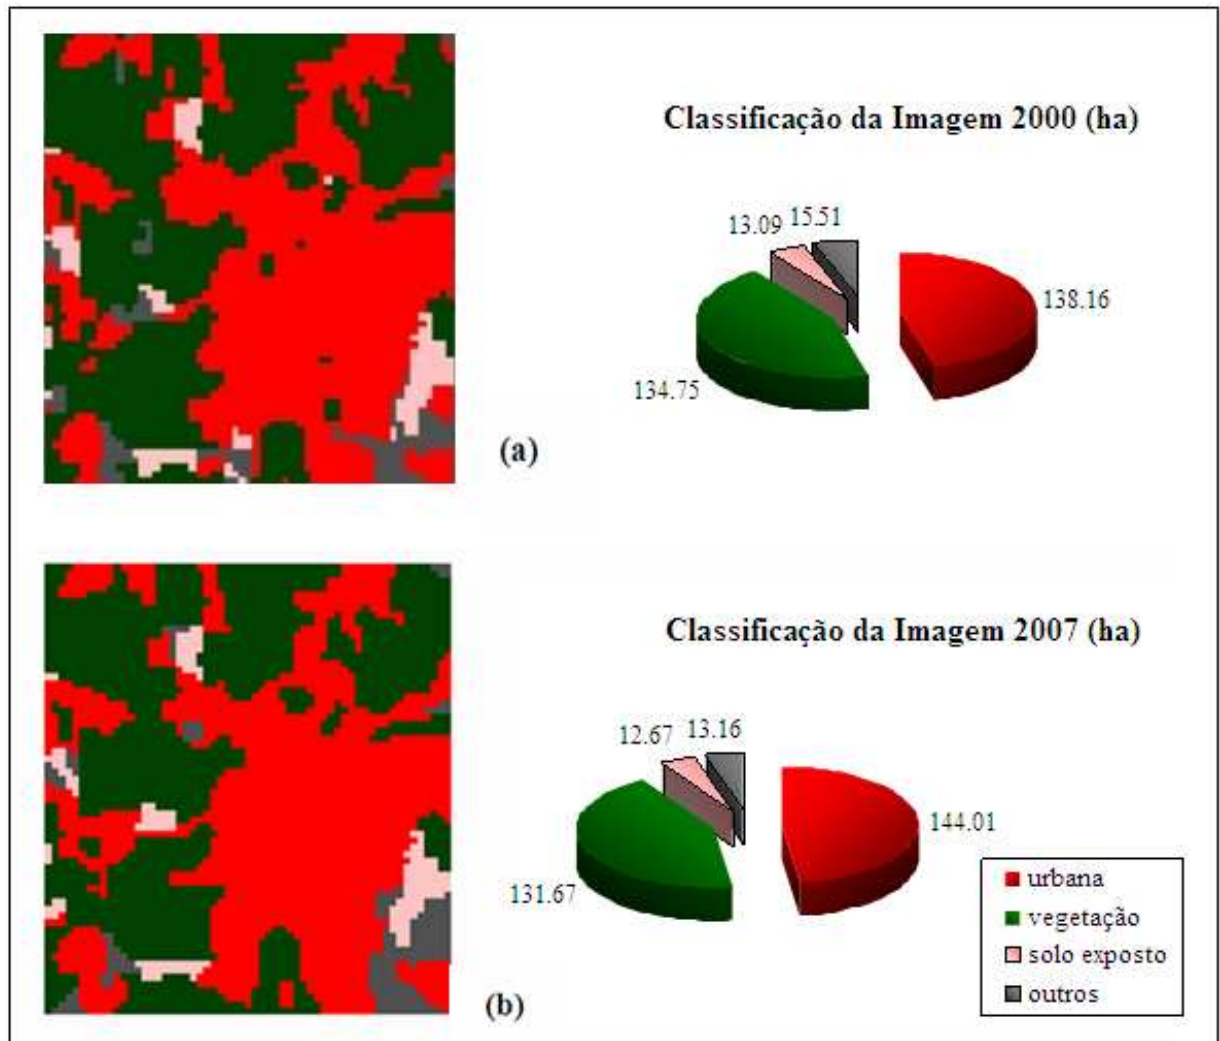 Classificação da Imagem 2000 (ha)
13.09
15.51
138.16
134.75
(a)
Classificação da Imagem 2007 (ha)
12.67
13.16
144.01
131.67
urbana
vegetação
solo exposto
outros
(b)